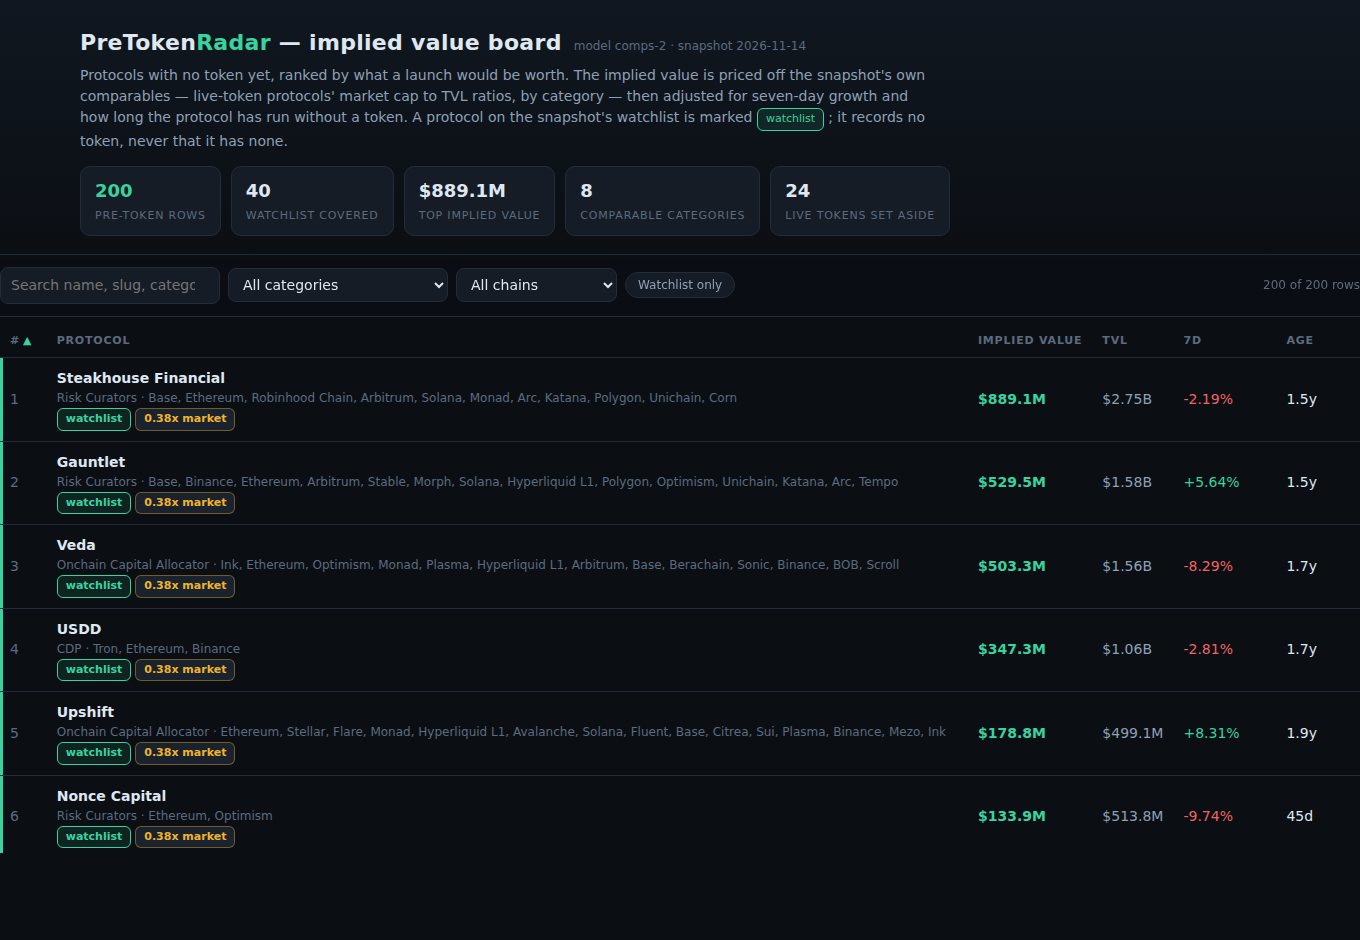 PreTokenRadar — implied value board model comps-2 · snapshot 2026-11-14
Protocols with no token yet, ranked by what a launch would be worth. The implied value is priced off the snapshot's own
comparables — live-token protocols' market cap to TVL ratios, by category — then adjusted for seven-day growth and
how long the protocol has run without a token. A protocol on the snapshot's watchlist is marked watchlist ; it records no
token, never that it has none.
200 40 $889.1M 8 24
PRE-TOKEN ROWS WATCHLIST COVERED TOP IMPLIED VALUE COMPARABLE CATEGORIES LIVE TOKENS SET ASIDE
Search name, slug, categc All categories All chains Watchlist only 200 of 200 rows
# ▲ PROTOCOL IMPLIED VALUE TVL 7D AGE
Steakhouse Financial
Risk Curators · Base, Ethereum, Robinhood Chain, Arbitrum, Solana, Monad, Arc, Katana, Polygon, Unichain, Corn
1 $889.1M $2.75B -2.19% 1.5y
watchlist 0.38x market
Gauntlet
Risk Curators · Base, Binance, Ethereum, Arbitrum, Stable, Morph, Solana, Hyperliquid L1, Polygon, Optimism, Unichain, Katana, Arc, Tempo
2 $529.5M $1.58B +5.64% 1.5y
watchlist 0.38x market
Veda
Onchain Capital Allocator · Ink, Ethereum, Optimism, Monad, Plasma, Hyperliquid L1, Arbitrum, Base, Berachain, Sonic, Binance, BOB, Scroll
3 $503.3M $1.56B -8.29% 1.7y
watchlist 0.38x market
USDD
CDP · Tron, Ethereum, Binance
4 $347.3M $1.06B -2.81% 1.7y
watchlist 0.38x market
Upshift
Onchain Capital Allocator · Ethereum, Stellar, Flare, Monad, Hyperliquid L1, Avalanche, Solana, Fluent, Base, Citrea, Sui, Plasma, Binance, Mezo, Ink
5 $178.8M $499.1M +8.31% 1.9y
watchlist 0.38x market
Nonce Capital
Risk Curators · Ethereum, Optimism
6 $133.9M $513.8M -9.74% 45d
watchlist 0.38x market